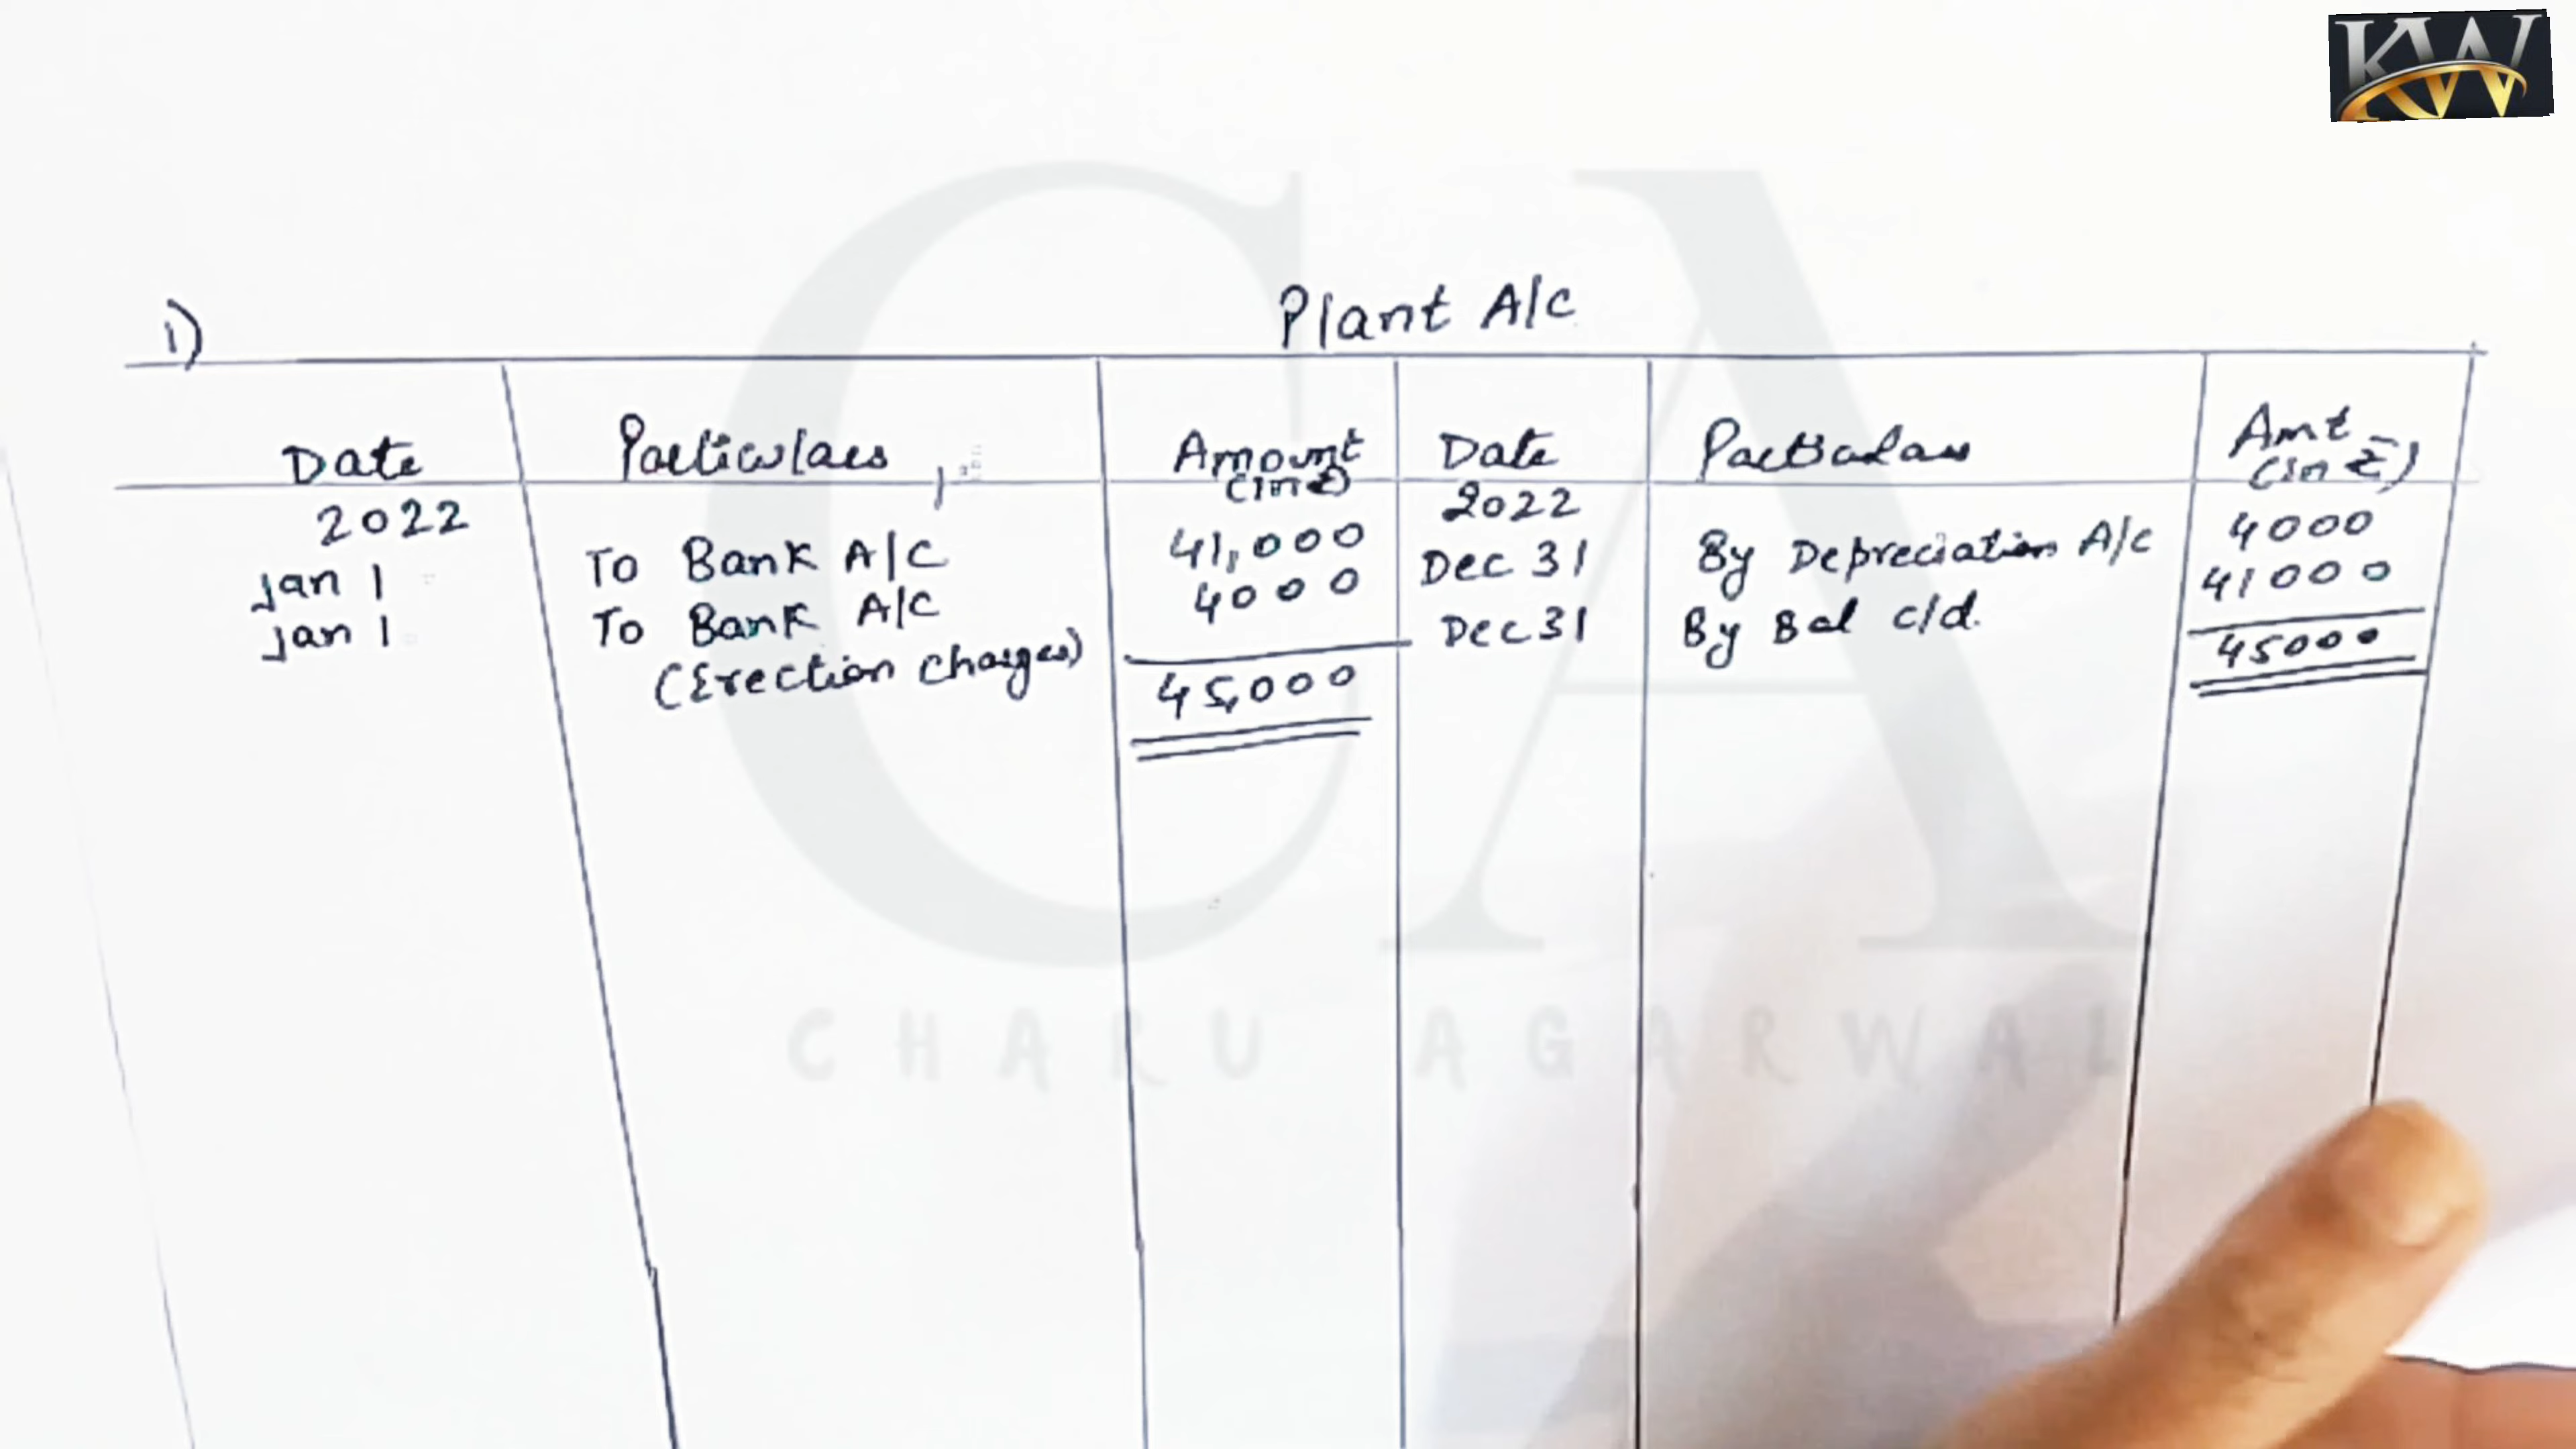 KW
1)
Plant A/C
Date Particulars Amount (in ₹) Date Particulars Amt (in ₹)
2022 2022
Jan 1 To Bank A/C 41,000 Dec 31 By Depreciation A/c 4000
Jan 1 To Bank A/C 4000 Dec 31 By Bal c/d. 41000
(Erection Charges) 45,000 45000
CA
CHARU AGARWAL